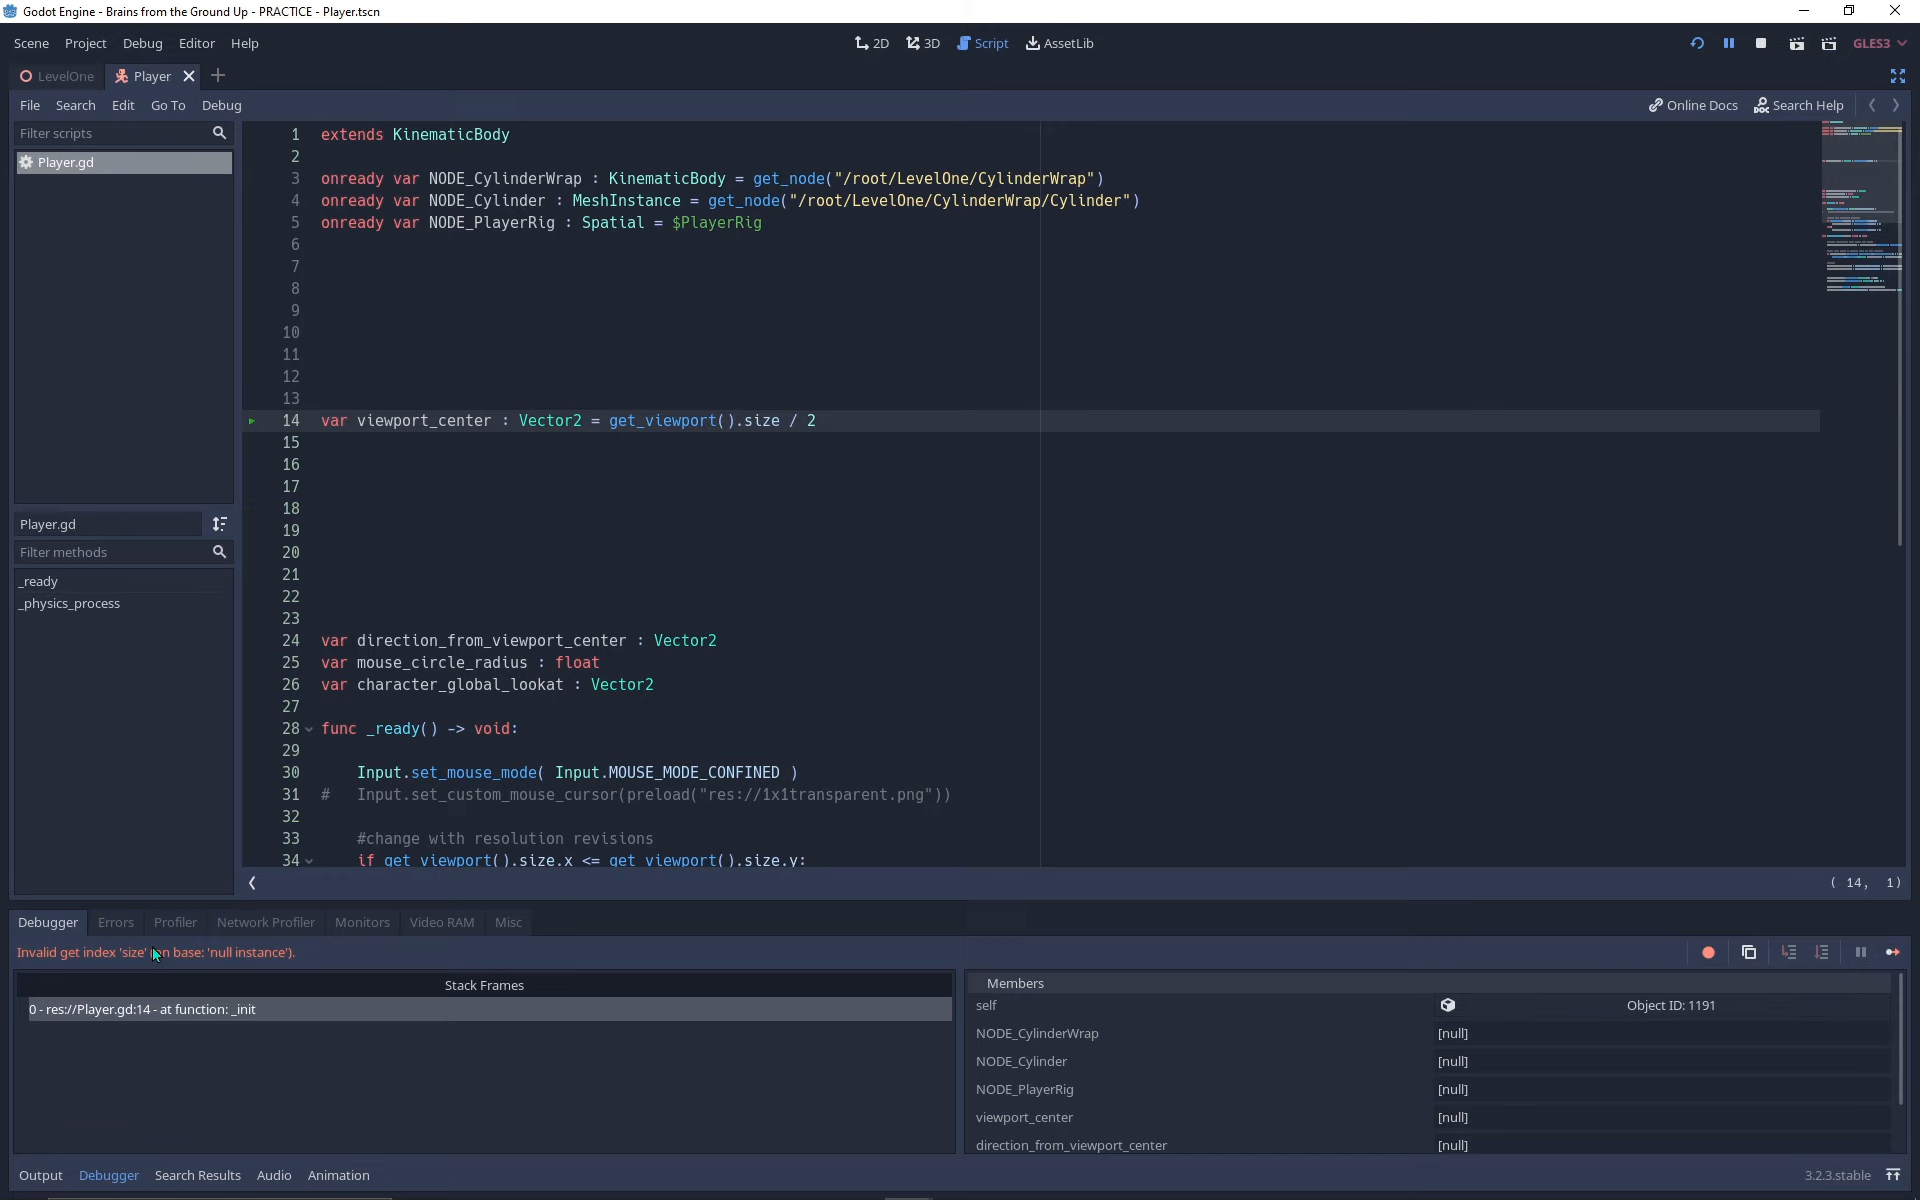 Godot Engine - Brains from the Ground Up - PRACTICE - Player.tscn
Scene Project Debug Editor Help
2D 3D Script AssetLib
GLES3
LevelOne Player
File Search Edit Go To Debug
Online Docs Search Help
Filter scripts
Player.gd
Player.gd
Filter methods
_ready
_physics_process
1 extends KinematicBody
2
3 onready var NODE_CylinderWrap : KinematicBody = get_node("/root/LevelOne/CylinderWrap")
4 onready var NODE_Cylinder : MeshInstance = get_node("/root/LevelOne/CylinderWrap/Cylinder")
5 onready var NODE_PlayerRig : Spatial = $PlayerRig
6
7
8
9
10
11
12
13
14 var viewport_center : Vector2 = get_viewport().size / 2
15
16
17
18
19
20
21
22
23
24 var direction_from_viewport_center : Vector2
25 var mouse_circle_radius : float
26 var character_global_lookat : Vector2
27
28 func _ready() -> void:
29
30 Input.set_mouse_mode( Input.MOUSE_MODE_CONFINED )
31 # Input.set_custom_mouse_cursor(preload("res://1x1transparent.png"))
32
33 #change with resolution revisions
34 if get_viewport().size.x <= get_viewport().size.y:
( 14, 1)
Debugger Errors Profiler Network Profiler Monitors Video RAM Misc
Invalid get index 'size' (on base: 'null instance').
Stack Frames
0 - res://Player.gd:14 - at function: _init
Members
self Object ID: 1191
NODE_CylinderWrap [null]
NODE_Cylinder [null]
NODE_PlayerRig [null]
viewport_center [null]
direction_from_viewport_center [null]
Output Debugger Search Results Audio Animation
3.2.3.stable